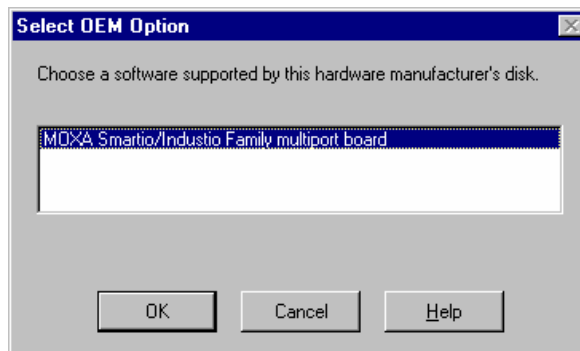 Select OEM Option
Choose a software supported by this hardware manufacturer's disk.
MOXA Smartio/Industio Family multiport board
OK
Cancel
Help